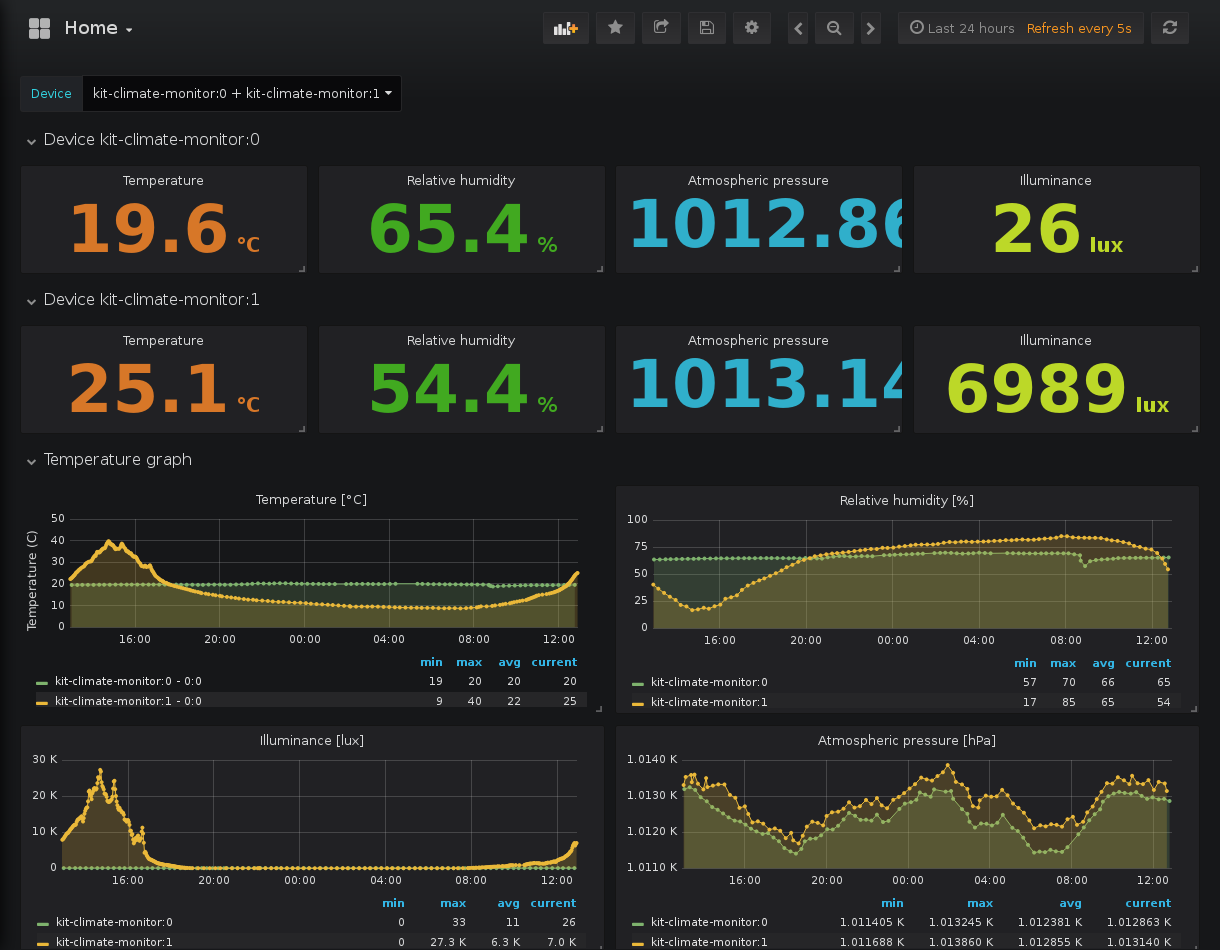 Home
Last 24 hours Refresh every 5s
Device kit-climate-monitor:0 + kit-climate-monitor:1
Device kit-climate-monitor:0
Temperature Relative humidity Atmospheric pressure Illuminance
19.6 °C 65.4 % 1012.86 26 lux
Device kit-climate-monitor:1
Temperature Relative humidity Atmospheric pressure Illuminance
25.1 °C 54.4 % 1013.14 6989 lux
Temperature graph
Temperature [°C]
Temperature (C)
50
40
30
20
10
0
16:00 20:00 00:00 04:00 08:00 12:00
min max avg current
kit-climate-monitor:0 - 0:0 19 20 20 20
kit-climate-monitor:1 - 0:0 9 40 22 25
Relative humidity [%]
100
75
50
25
0
16:00 20:00 00:00 04:00 08:00 12:00
min max avg current
kit-climate-monitor:0 57 70 66 65
kit-climate-monitor:1 17 85 65 54
Illuminance [lux]
30 K
20 K
10 K
0
16:00 20:00 00:00 04:00 08:00 12:00
min max avg current
kit-climate-monitor:0 0 33 11 26
kit-climate-monitor:1 0 27.3 K 6.3 K 7.0 K
Atmospheric pressure [hPa]
1.0140 K
1.0130 K
1.0120 K
1.0110 K
16:00 20:00 00:00 04:00 08:00 12:00
min max avg current
kit-climate-monitor:0 1.011405 K 1.013245 K 1.012381 K 1.012863 K
kit-climate-monitor:1 1.011688 K 1.013860 K 1.012855 K 1.013140 K